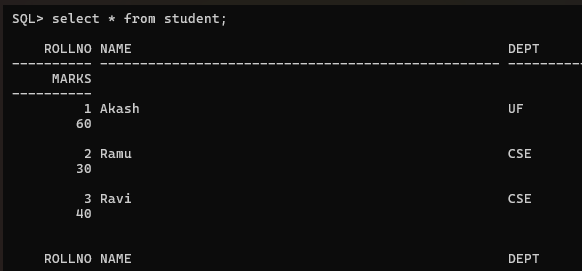 SQL> select * from student;
ROLLNO NAME DEPT
---------- -------------------------------------------------- ----------
MARKS
----------
1 Akash UF
60
2 Ramu CSE
30
3 Ravi CSE
40
ROLLNO NAME DEPT